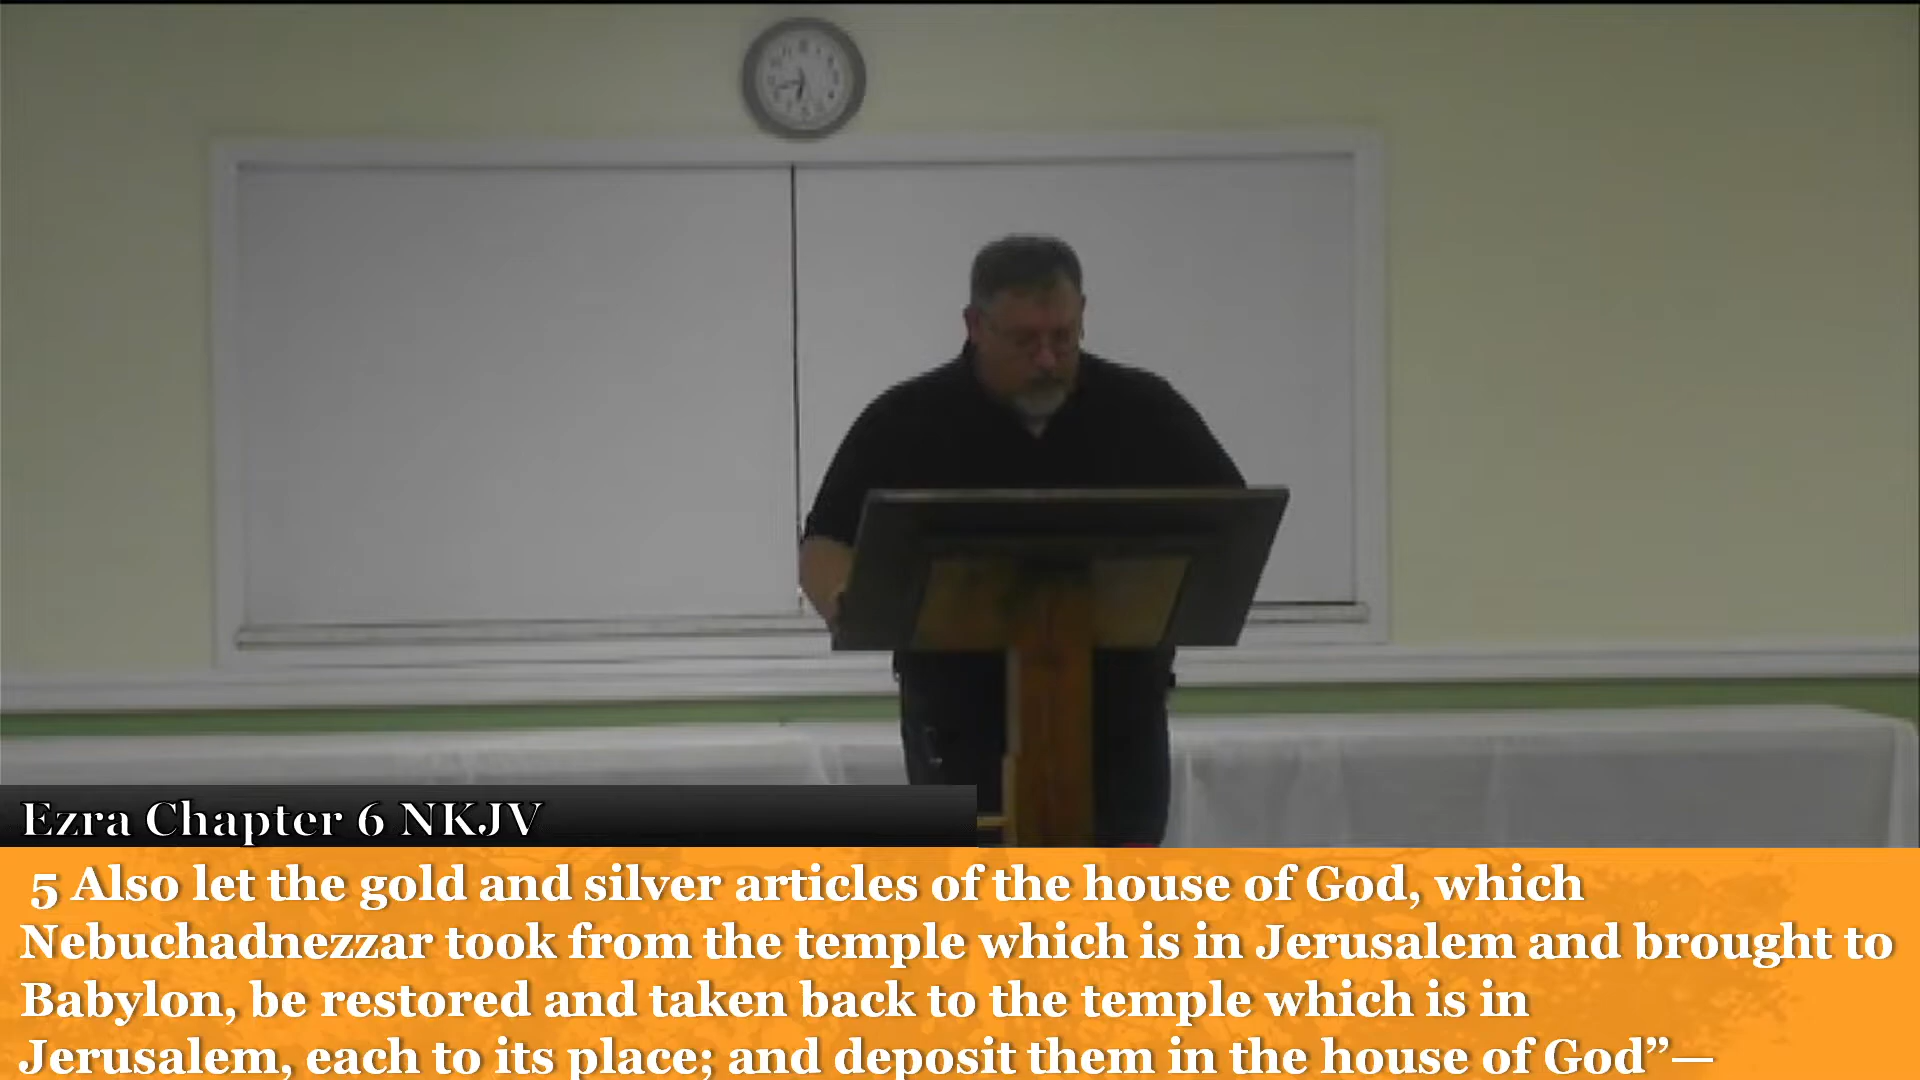 Ezra Chapter 6 NKJV
5 Also let the gold and silver articles of the house of God, which
Nebuchadnezzar took from the temple which is in Jerusalem and brought to
Babylon, be restored and taken back to the temple which is in
Jerusalem, each to its place; and deposit them in the house of God”—